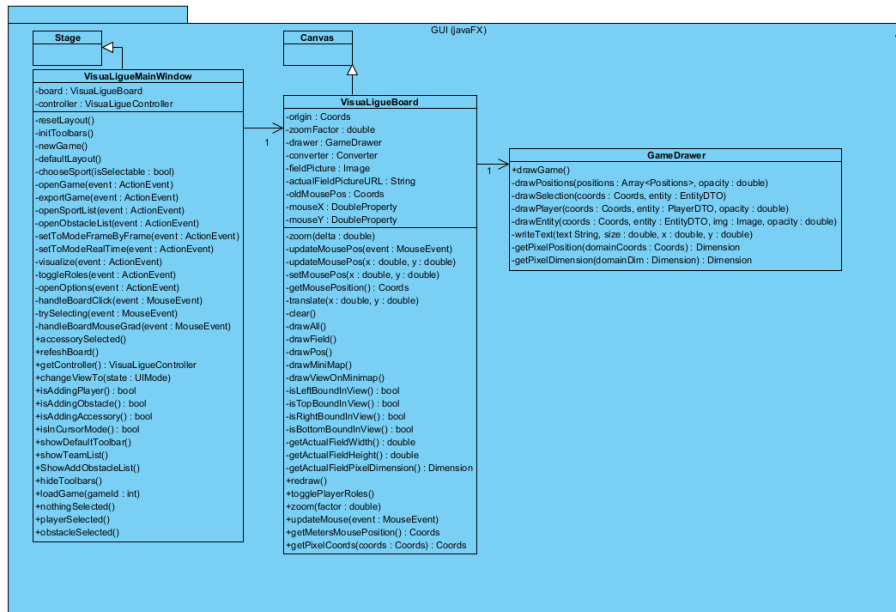 GUI (javaFX)
Stage
VisuaLigueMainWindow
-board : VisuaLigueBoard
-controller : VisuaLigueController
-resetLayout()
-initToolbars()
-newGame()
-defaultLayout()
-chooseSport(isSelectable : bool)
-openGame(event : ActionEvent)
-exportGame(event : ActionEvent)
-openSportList(event : ActionEvent)
-openObstacleList(event : ActionEvent)
-setToModeFrameByFrame(event : ActionEvent)
-setToModeRealTime(event : ActionEvent)
-visualize(event : ActionEvent)
-toggleRoles(event : ActionEvent)
-openOptions(event : ActionEvent)
-handleBoardClick(event : MouseEvent)
-trySelecting(event : MouseEvent)
-handleBoardMouseGrad(event : MouseEvent)
+accessorySelected()
+refeshBoard()
+getController() : VisuaLigueController
+changeViewTo(state : UIMode)
+isAddingPlayer() : bool
+isAddingObstacle() : bool
+isAddingAccessory() : bool
+isInCursorMode() : bool
+showDefaultToolbar()
+showTeamList()
+ShowAddObstacleList()
+hideToolbars()
+loadGame(gameId : int)
+nothingSelected()
+playerSelected()
+obstacleSelected()
1
Canvas
VisuaLigueBoard
-origin : Coords
-zoomFactor : double
-drawer : GameDrawer
-converter : Converter
-fieldPicture : Image
-actualFieldPictureURL : String
-oldMousePos : Coords
-mouseX : DoubleProperty
-mouseY : DoubleProperty
-zoom(delta : double)
-updateMousePos(event : MouseEvent)
-updateMousePos(x : double, y : double)
-setMousePos(x : double, y : double)
-getMousePosition() : Coords
-translate(x : double, y : double)
-clear()
-drawAll()
-drawField()
-drawPos()
-drawMiniMap()
-drawViewOnMinimap()
-isLeftBoundInView() : bool
-isTopBoundInView() : bool
-isRightBoundInView() : bool
-isBottomBoundInView() : bool
-getActualFieldWidth() : double
-getActualFieldHeight() : double
-getActualFieldPixelDimension() : Dimension
+redraw()
+togglePlayerRoles()
+zoom(factor : double)
+updateMouse(event : MouseEvent)
+getMetersMousePosition() : Coords
+getPixelCoords(coords : Coords) : Coords
1
GameDrawer
+drawGame()
-drawPositions(positions : Array<Positions>, opacity : double)
-drawSelection(coords : Coords, entity : EntityDTO)
-drawPlayer(coords : Coords, entity : PlayerDTO, opacity : double)
-drawEntity(coords : Coords, entity : EntityDTO, img : Image, opacity : double)
-writeText(text String, size : double, x : double, y : double)
-getPixelPosition(domainCoords : Coords) : Dimension
-getPixelDimension(domainDim : Dimension) : Dimension